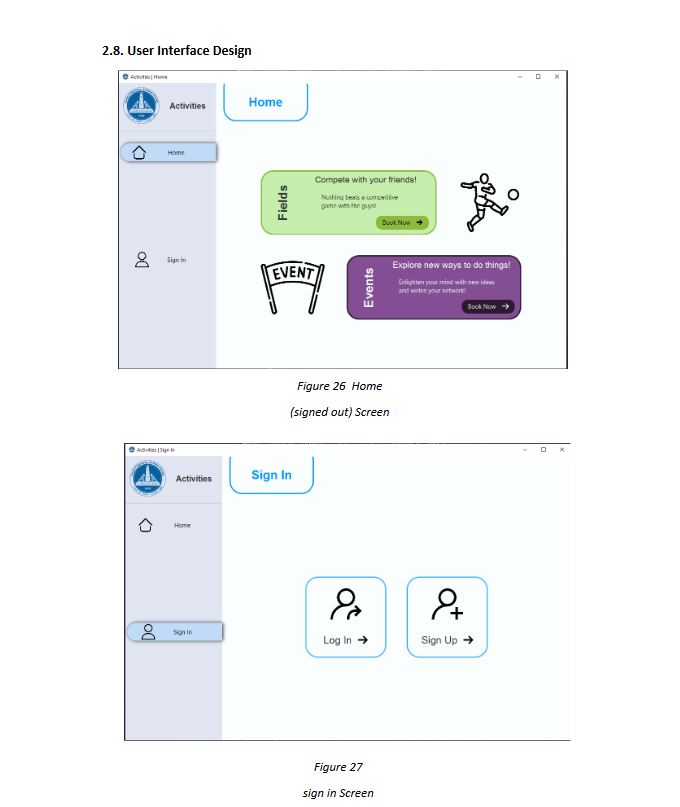 2.8. User Interface Design
Activities | Home
Activities
Home
Home
Compete with your friends!
Fields
Nothing beats a competitive
game with the guys!
Book Now
EVENT
Explore new ways to do things!
Events
Enlighten your mind with new ideas
and widen your network!
Book Now
Sign In
Figure 26 Home
(signed out) Screen
Activities | Sign In
Activities
Sign In
Home
Sign In
Log In
Sign Up
Figure 27
sign in Screen